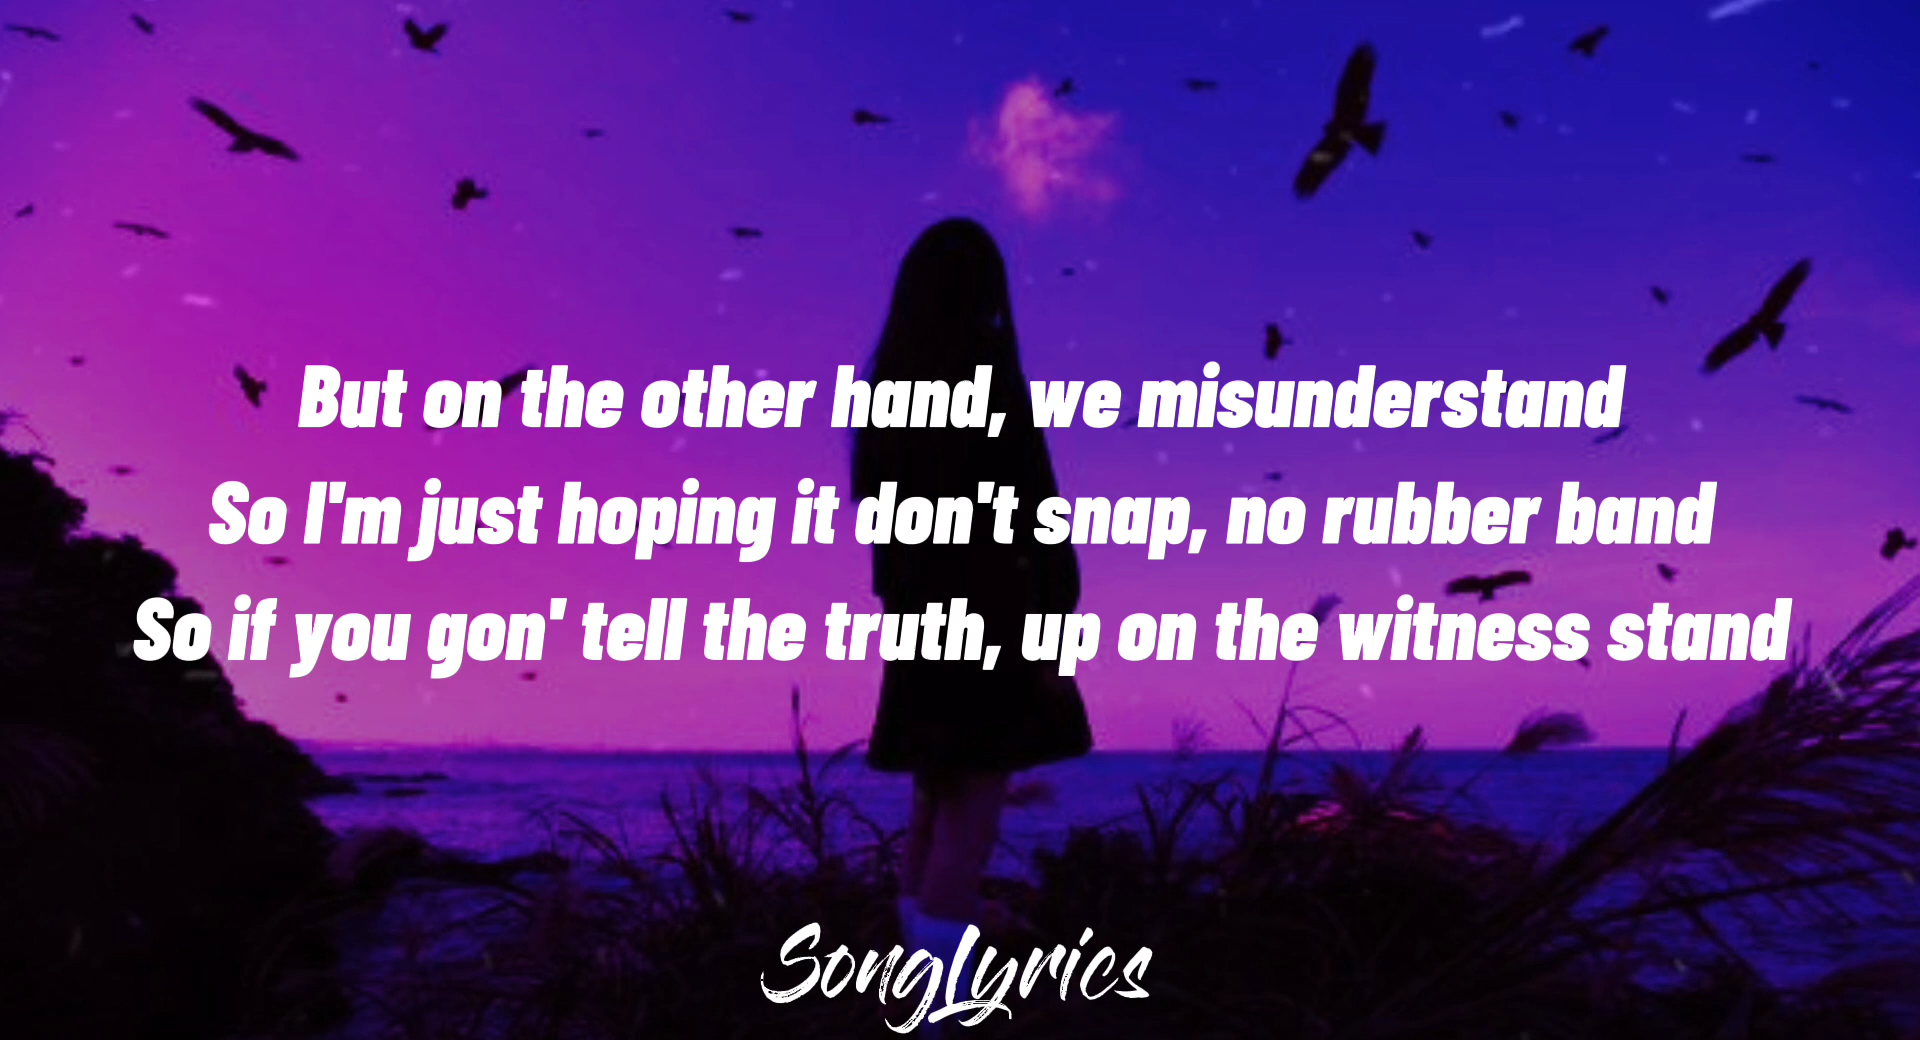 But on the other hand, we misunderstand
So I'm just hoping it don't snap, no rubber band
So if you gon' tell the truth, up on the witness stand
SongLyrics